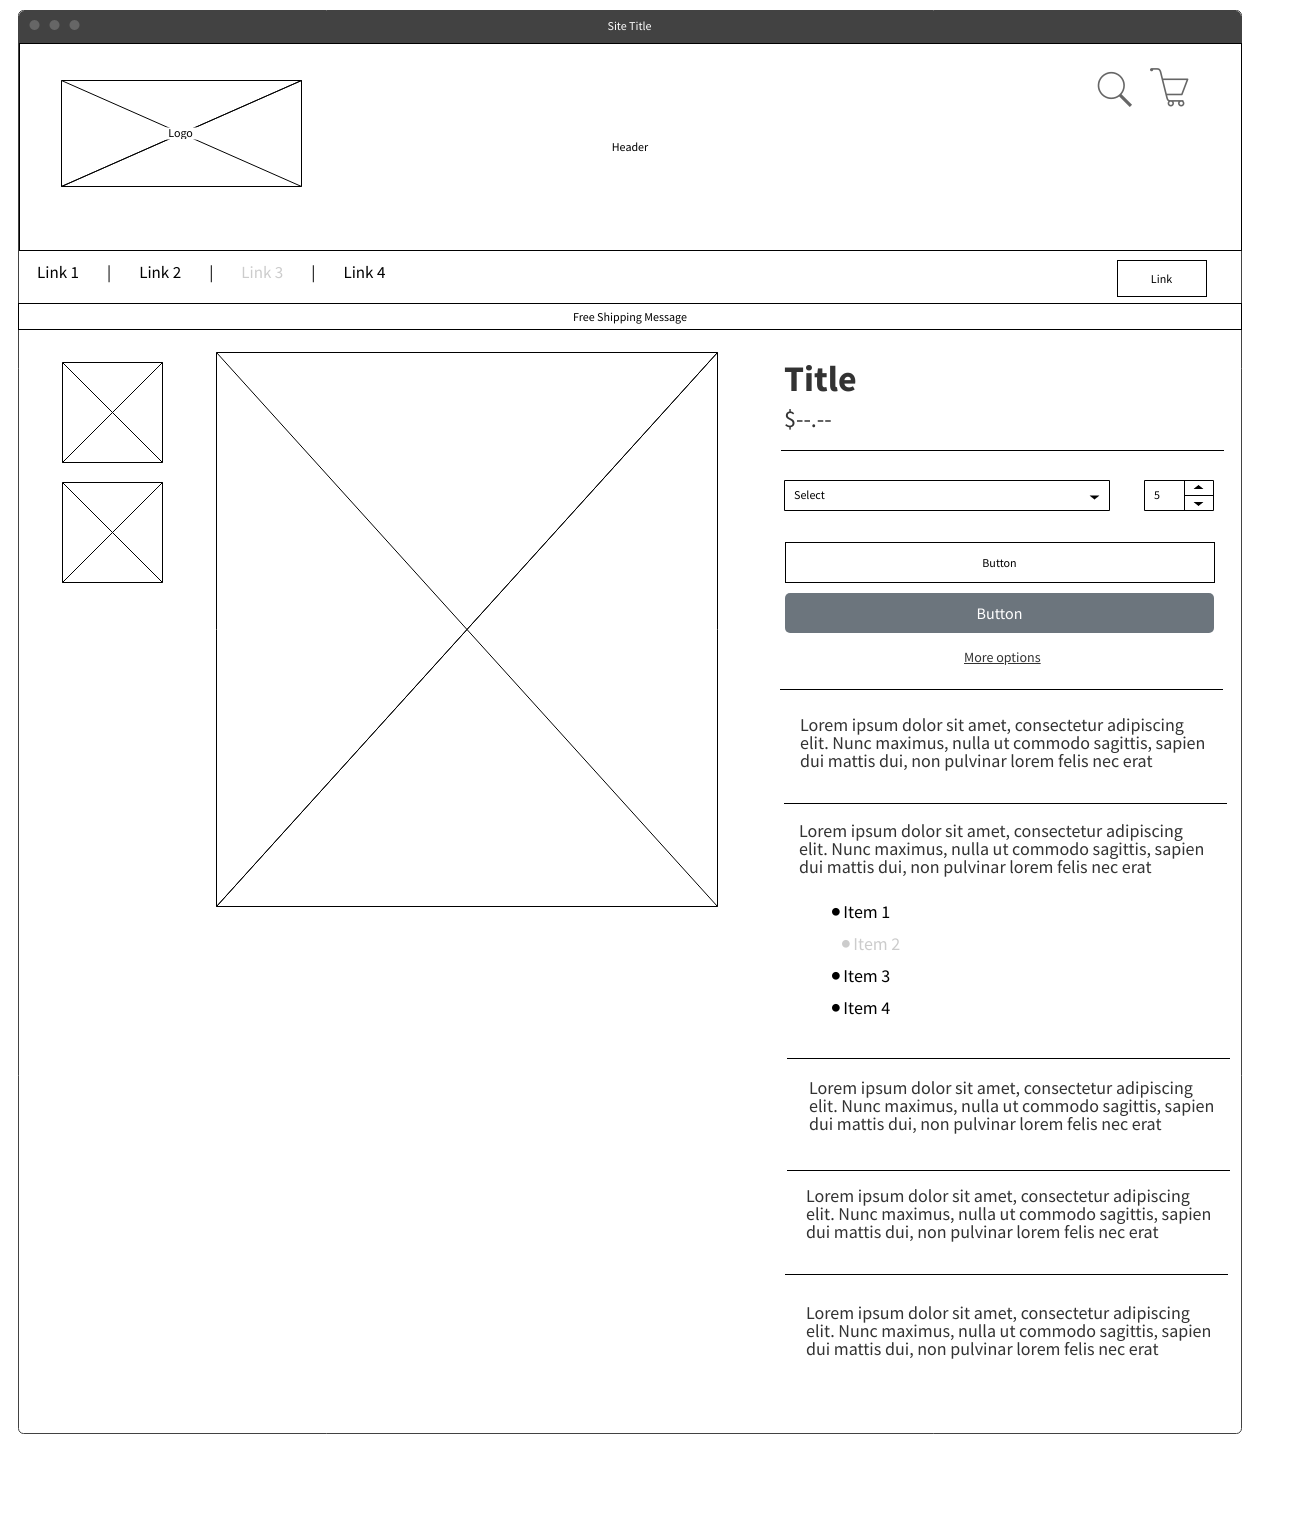 Site Title
Logo
Header
Link 1 | Link 2 | Link 3 | Link 4
Link
Free Shipping Message
Title
$--.--
Select
5
Button
Button
More options
Lorem ipsum dolor sit amet, consectetur adipiscing
elit. Nunc maximus, nulla ut commodo sagittis, sapien
dui mattis dui, non pulvinar lorem felis nec erat
Lorem ipsum dolor sit amet, consectetur adipiscing
elit. Nunc maximus, nulla ut commodo sagittis, sapien
dui mattis dui, non pulvinar lorem felis nec erat
● Item 1
● Item 2
● Item 3
● Item 4
Lorem ipsum dolor sit amet, consectetur adipiscing
elit. Nunc maximus, nulla ut commodo sagittis, sapien
dui mattis dui, non pulvinar lorem felis nec erat
Lorem ipsum dolor sit amet, consectetur adipiscing
elit. Nunc maximus, nulla ut commodo sagittis, sapien
dui mattis dui, non pulvinar lorem felis nec erat
Lorem ipsum dolor sit amet, consectetur adipiscing
elit. Nunc maximus, nulla ut commodo sagittis, sapien
dui mattis dui, non pulvinar lorem felis nec erat